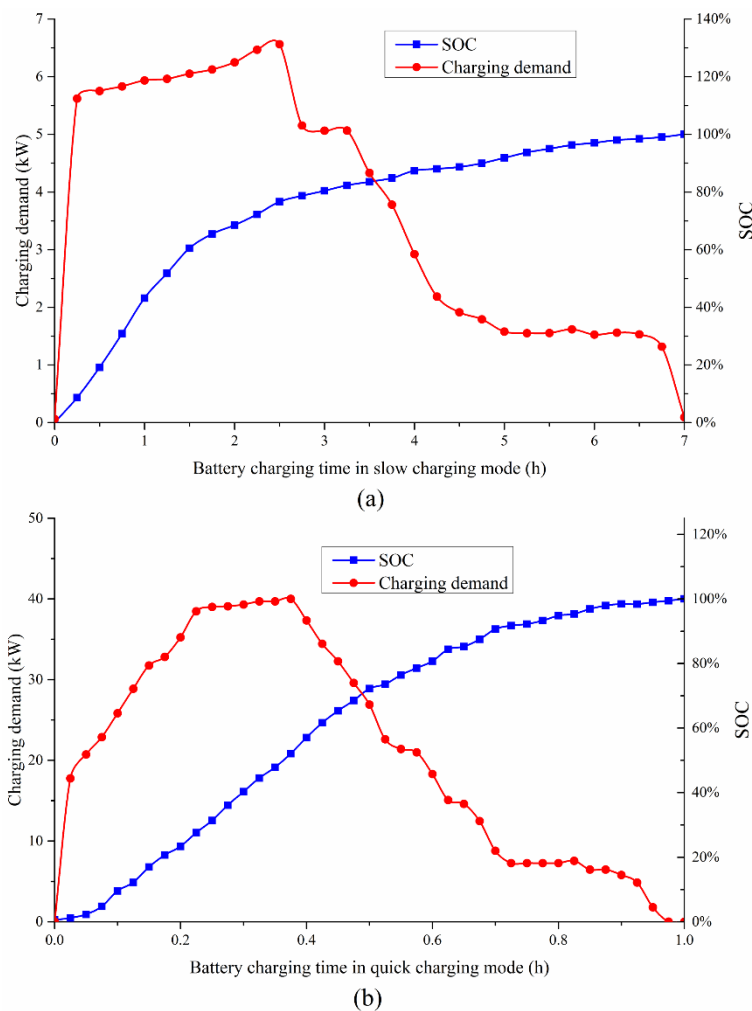 7
6
5
4
3
2
1
0
Charging demand (kW)
140%
120%
100%
80%
60%
40%
20%
0%
SOC
SOC
Charging demand
0 1 2 3 4 5 6 7
Battery charging time in slow charging mode (h)
(a)
50
40
30
20
10
0
Charging demand (kW)
120%
100%
80%
60%
40%
20%
0%
SOC
SOC
Charging demand
0.0 0.2 0.4 0.6 0.8 1.0
Battery charging time in quick charging mode (h)
(b)